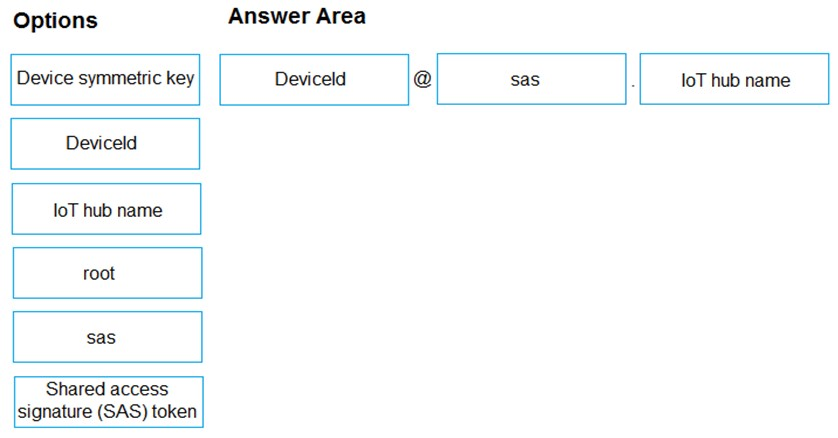 Options
Answer Area
Device symmetric key
DeviceId @ sas . IoT hub name
DeviceId
IoT hub name
root
sas
Shared access
signature (SAS) token